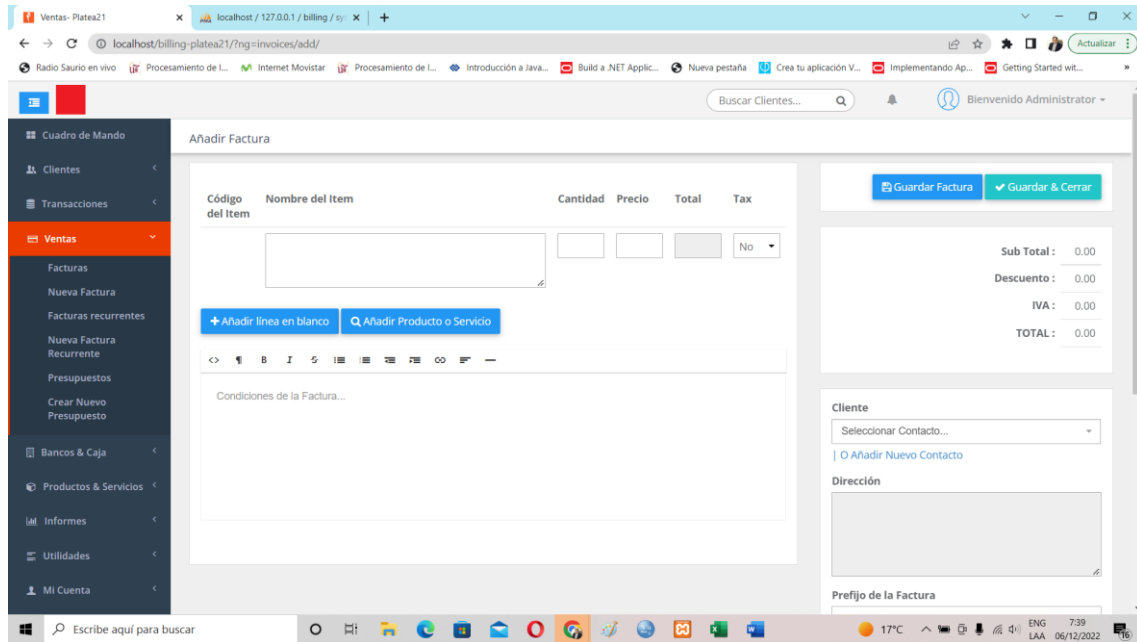 Ventas- Platea21
localhost / 127.0.0.1 / billing / sy
localhost/billing-platea21/?ng=invoices/add/
Actualizar
Radio Saurio en vivo
Procesamiento de l...
Internet Movistar
Procesamiento de l...
Introducción a Java...
Build a .NET Applic...
Nueva pestaña
Crea tu aplicación V...
Implementando Ap...
Getting Started wit...
»
Buscar Clientes...
Bienvenido Administrator
Cuadro de Mando
Clientes
Transacciones
Ventas
Facturas
Nueva Factura
Facturas recurrentes
Nueva Factura
Recurrente
Presupuestos
Crear Nuevo
Presupuesto
Bancos & Caja
Productos & Servicios
Informes
Utilidades
Mi Cuenta
Añadir Factura
Código
del Item
Nombre del Item
Cantidad
Precio
Total
Tax
No
Añadir línea en blanco
Añadir Producto o Servicio
Condiciones de la Factura...
Guardar Factura
Guardar & Cerrar
Sub Total : 0.00
Descuento : 0.00
IVA : 0.00
TOTAL : 0.00
Cliente
Seleccionar Contacto...
| O Añadir Nuevo Contacto
Dirección
Prefijo de la Factura
Escribe aquí para buscar
17°C
ENG
LAA
7:39
06/12/2022